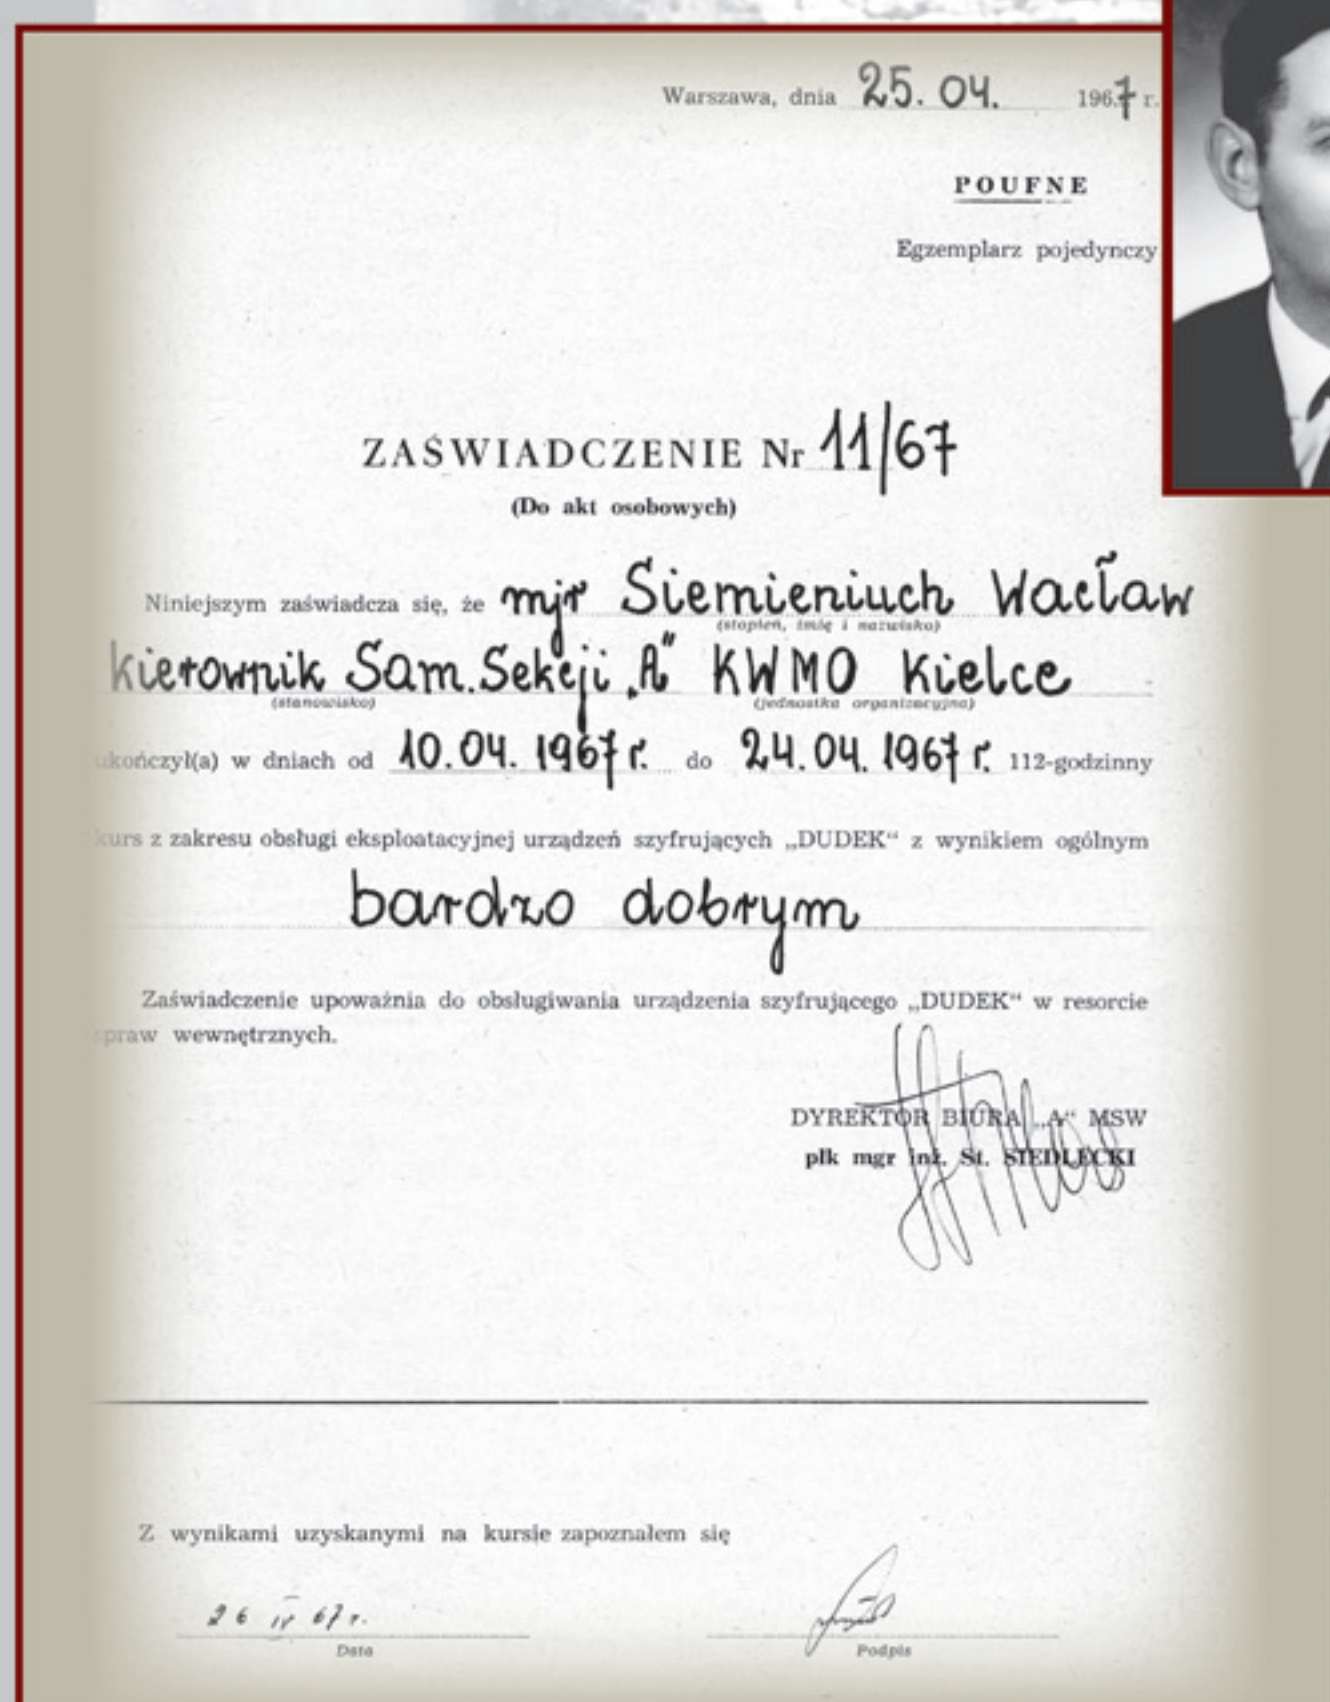 Warszawa, dnia 25. 04. 1967 r.
POUFNE
Egzemplarz pojedynczy
ZAŚWIADCZENIE Nr 11/67
(Do akt osobowych)
Niniejszym zaświadcza się, że mjr Siemieniuch Wacław
(stopień, imię i nazwisko)
kierownik Sam. Sekcji „A" KWMO Kielce
(stanowisko) (jednostka organizacyjna)
ukończył(a) w dniach od 10.04. 1967 r. do 24.04. 1967 r. 112-godzinny
kurs z zakresu obsługi eksploatacyjnej urządzeń szyfrujących „DUDEK“ z wynikiem ogólnym
bardzo dobrym
Zaświadczenie upoważnia do obsługiwania urządzenia szyfrującego „DUDEK“ w resorcie
spraw wewnętrznych.
DYREKTOR BIURA „A“ MSW
płk mgr inż. St. SIEDLECKI
Z wynikami uzyskanymi na kursie zapoznałem się
26 IV 67 r.
Data Podpis